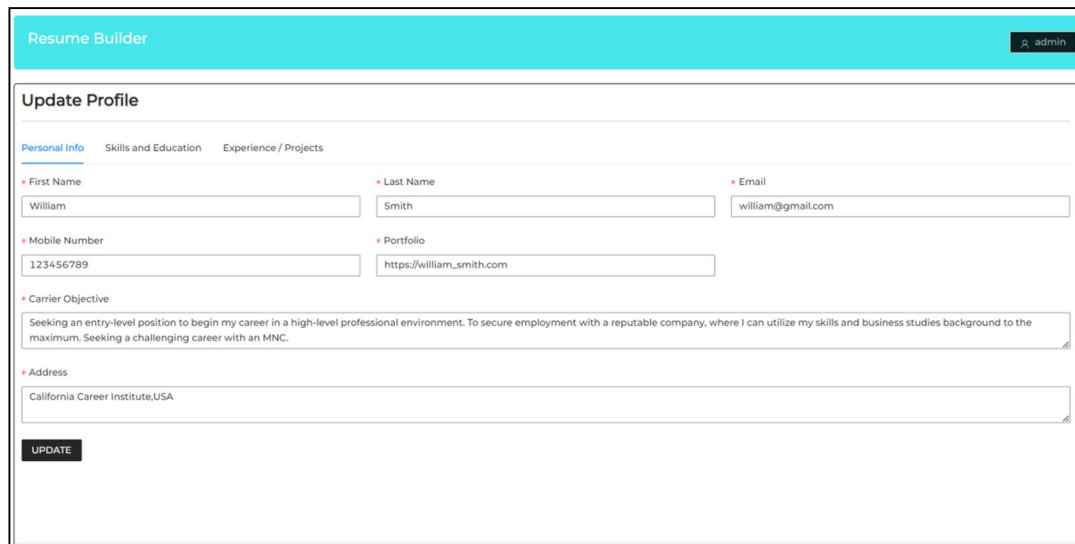 Resume Builder
admin
Update Profile
Personal Info Skills and Education Experience / Projects
* First Name * Last Name * Email
William Smith william@gmail.com
* Mobile Number * Portfolio
123456789 https://william_smith.com
* Carrier Objective
Seeking an entry-level position to begin my career in a high-level professional environment. To secure employment with a reputable company, where I can utilize my skills and business studies background to the
maximum. Seeking a challenging career with an MNC.
* Address
California Career Institute,USA
UPDATE